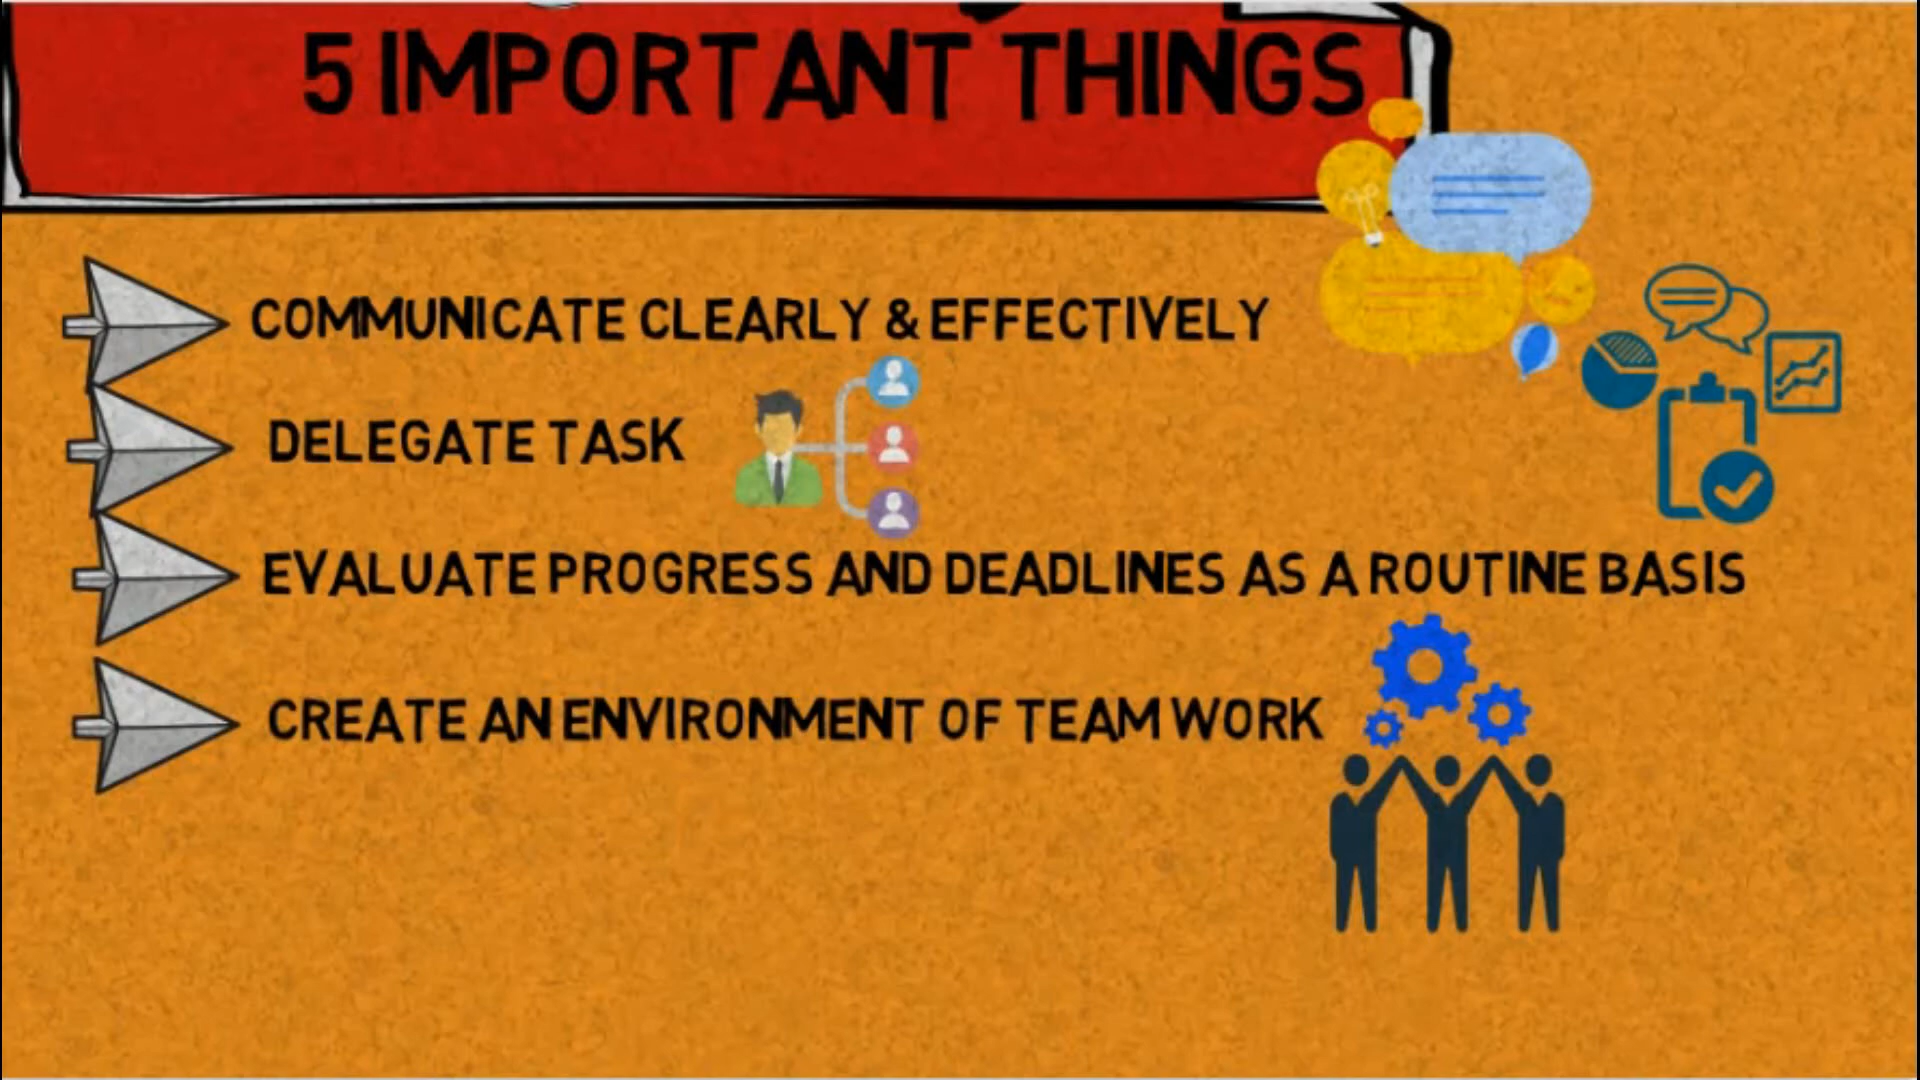 5 IMPORTANT THINGS
COMMUNICATE CLEARLY & EFFECTIVELY
DELEGATE TASK
EVALUATE PROGRESS AND DEADLINES AS A ROUTINE BASIS
CREATE AN ENVIRONMENT OF TEAM WORK